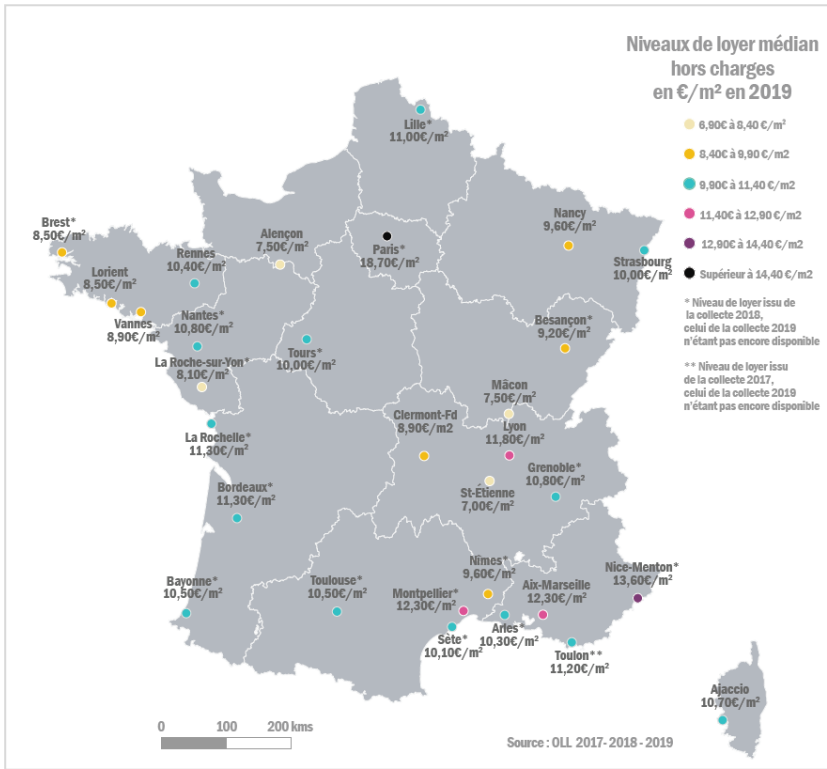 Niveaux de loyer médian
hors charges
en €/m² en 2019
6,90€ à 8,40 €/m²
8,40€ à 9,90 €/m2
9,90€ à 11,40 €/m2
11,40€ à 12,90 €/m2
12,90€ à 14,40 €/m2
Supérieur à 14,40 €/m2
* Niveau de loyer issu de
la collecte 2018,
celui de la collecte 2019
n'étant pas encore disponible
** Niveau de loyer issu
de la collecte 2017,
celui de la collecte 2019
n'étant pas encore disponible
Lille*
11,00€/m²
Brest*
8,50€/m²
Lorient
8,50€/m²
Vannes
8,90€/m²
Rennes
10,40€/m²
Alençon
7,50€/m²
Paris*
18,70€/m²
Nancy
9,60€/m²
Strasbourg
10,00€/m²
Nantes*
10,80€/m²
La Roche-sur-Yon*
8,10€/m²
Tours*
10,00€/m²
Besançon*
9,20€/m²
Mâcon
7,50€/m²
La Rochelle*
11,30€/m²
Clermont-Fd
8,90€/m2
Lyon
11,80€/m²
St-Étienne
7,00€/m²
Grenoble*
10,80€/m²
Bordeaux*
11,30€/m²
Bayonne*
10,50€/m²
Toulouse*
10,50€/m²
Montpellier*
12,30€/m²
Nîmes*
9,60€/m²
Sète*
10,10€/m²
Arles*
10,30€/m²
Aix-Marseille
12,30€/m²
Nice-Menton*
13,60€/m²
Toulon**
11,20€/m²
Ajaccio
10,70€/m²
0 100 200 kms
Source : OLL 2017- 2018 - 2019